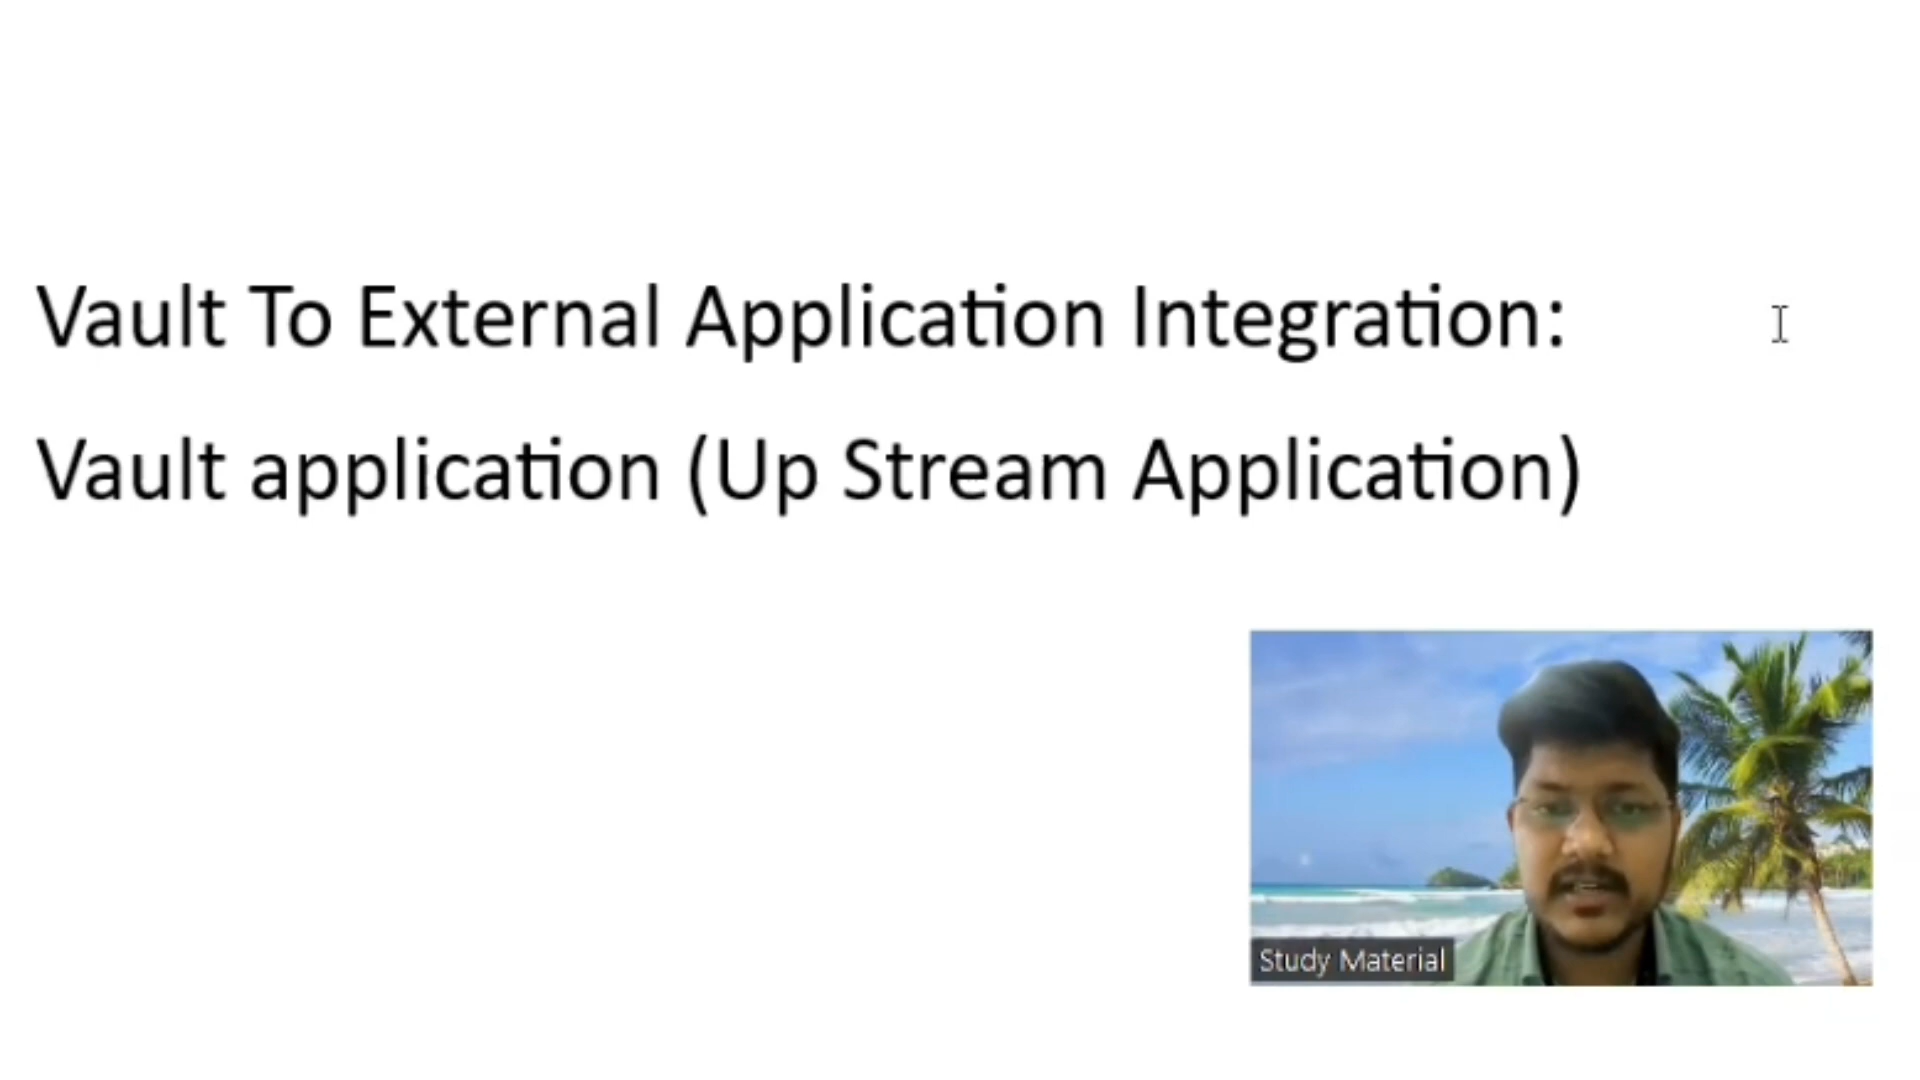 Vault To External Application Integration:
Vault application (Up Stream Application)
Study Material